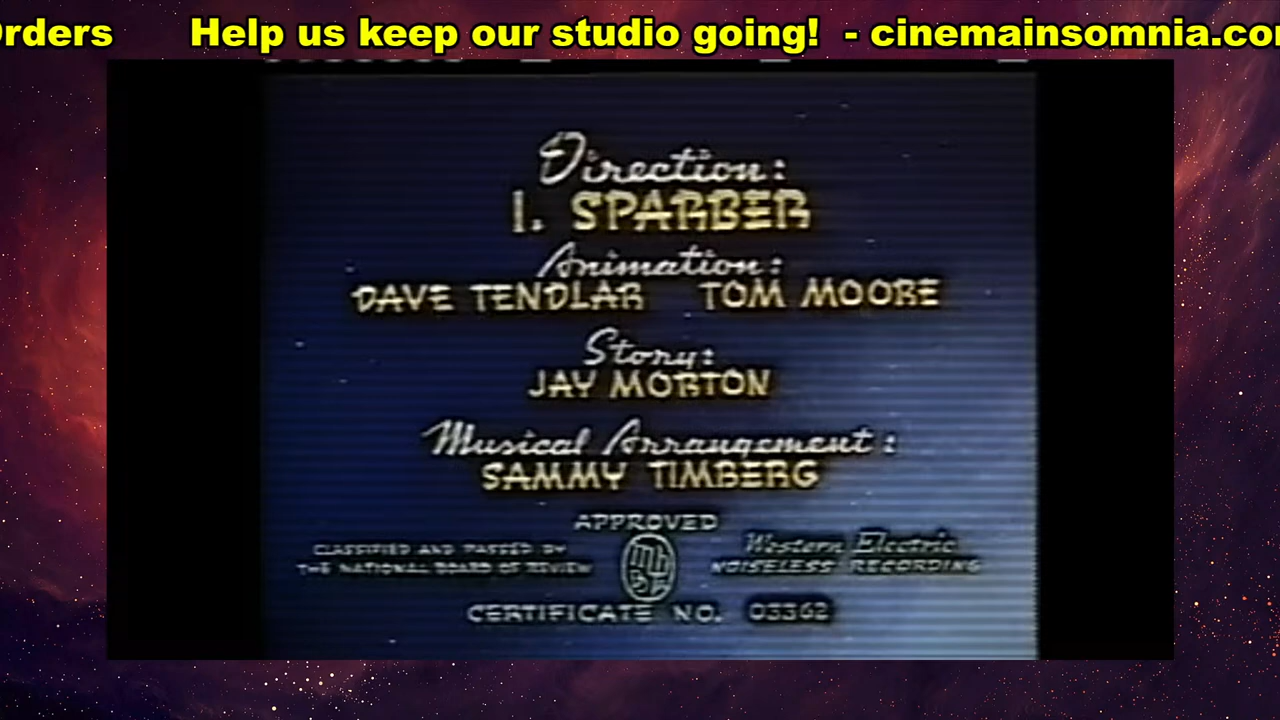 orders Help us keep our studio going! - cinemainsomnia.com
Direction:
I. SPARBER
Animation:
DAVE TENDLAR TOM MOORE
Story:
JAY MORTON
Musical Arrangement:
SAMMY TIMBERG
APPROVED
CLASSIFIED AND PASSED BY
THE NATIONAL BOARD OF REVIEW
Western Electric
NOISELESS RECORDING
CERTIFICATE NO. 03362